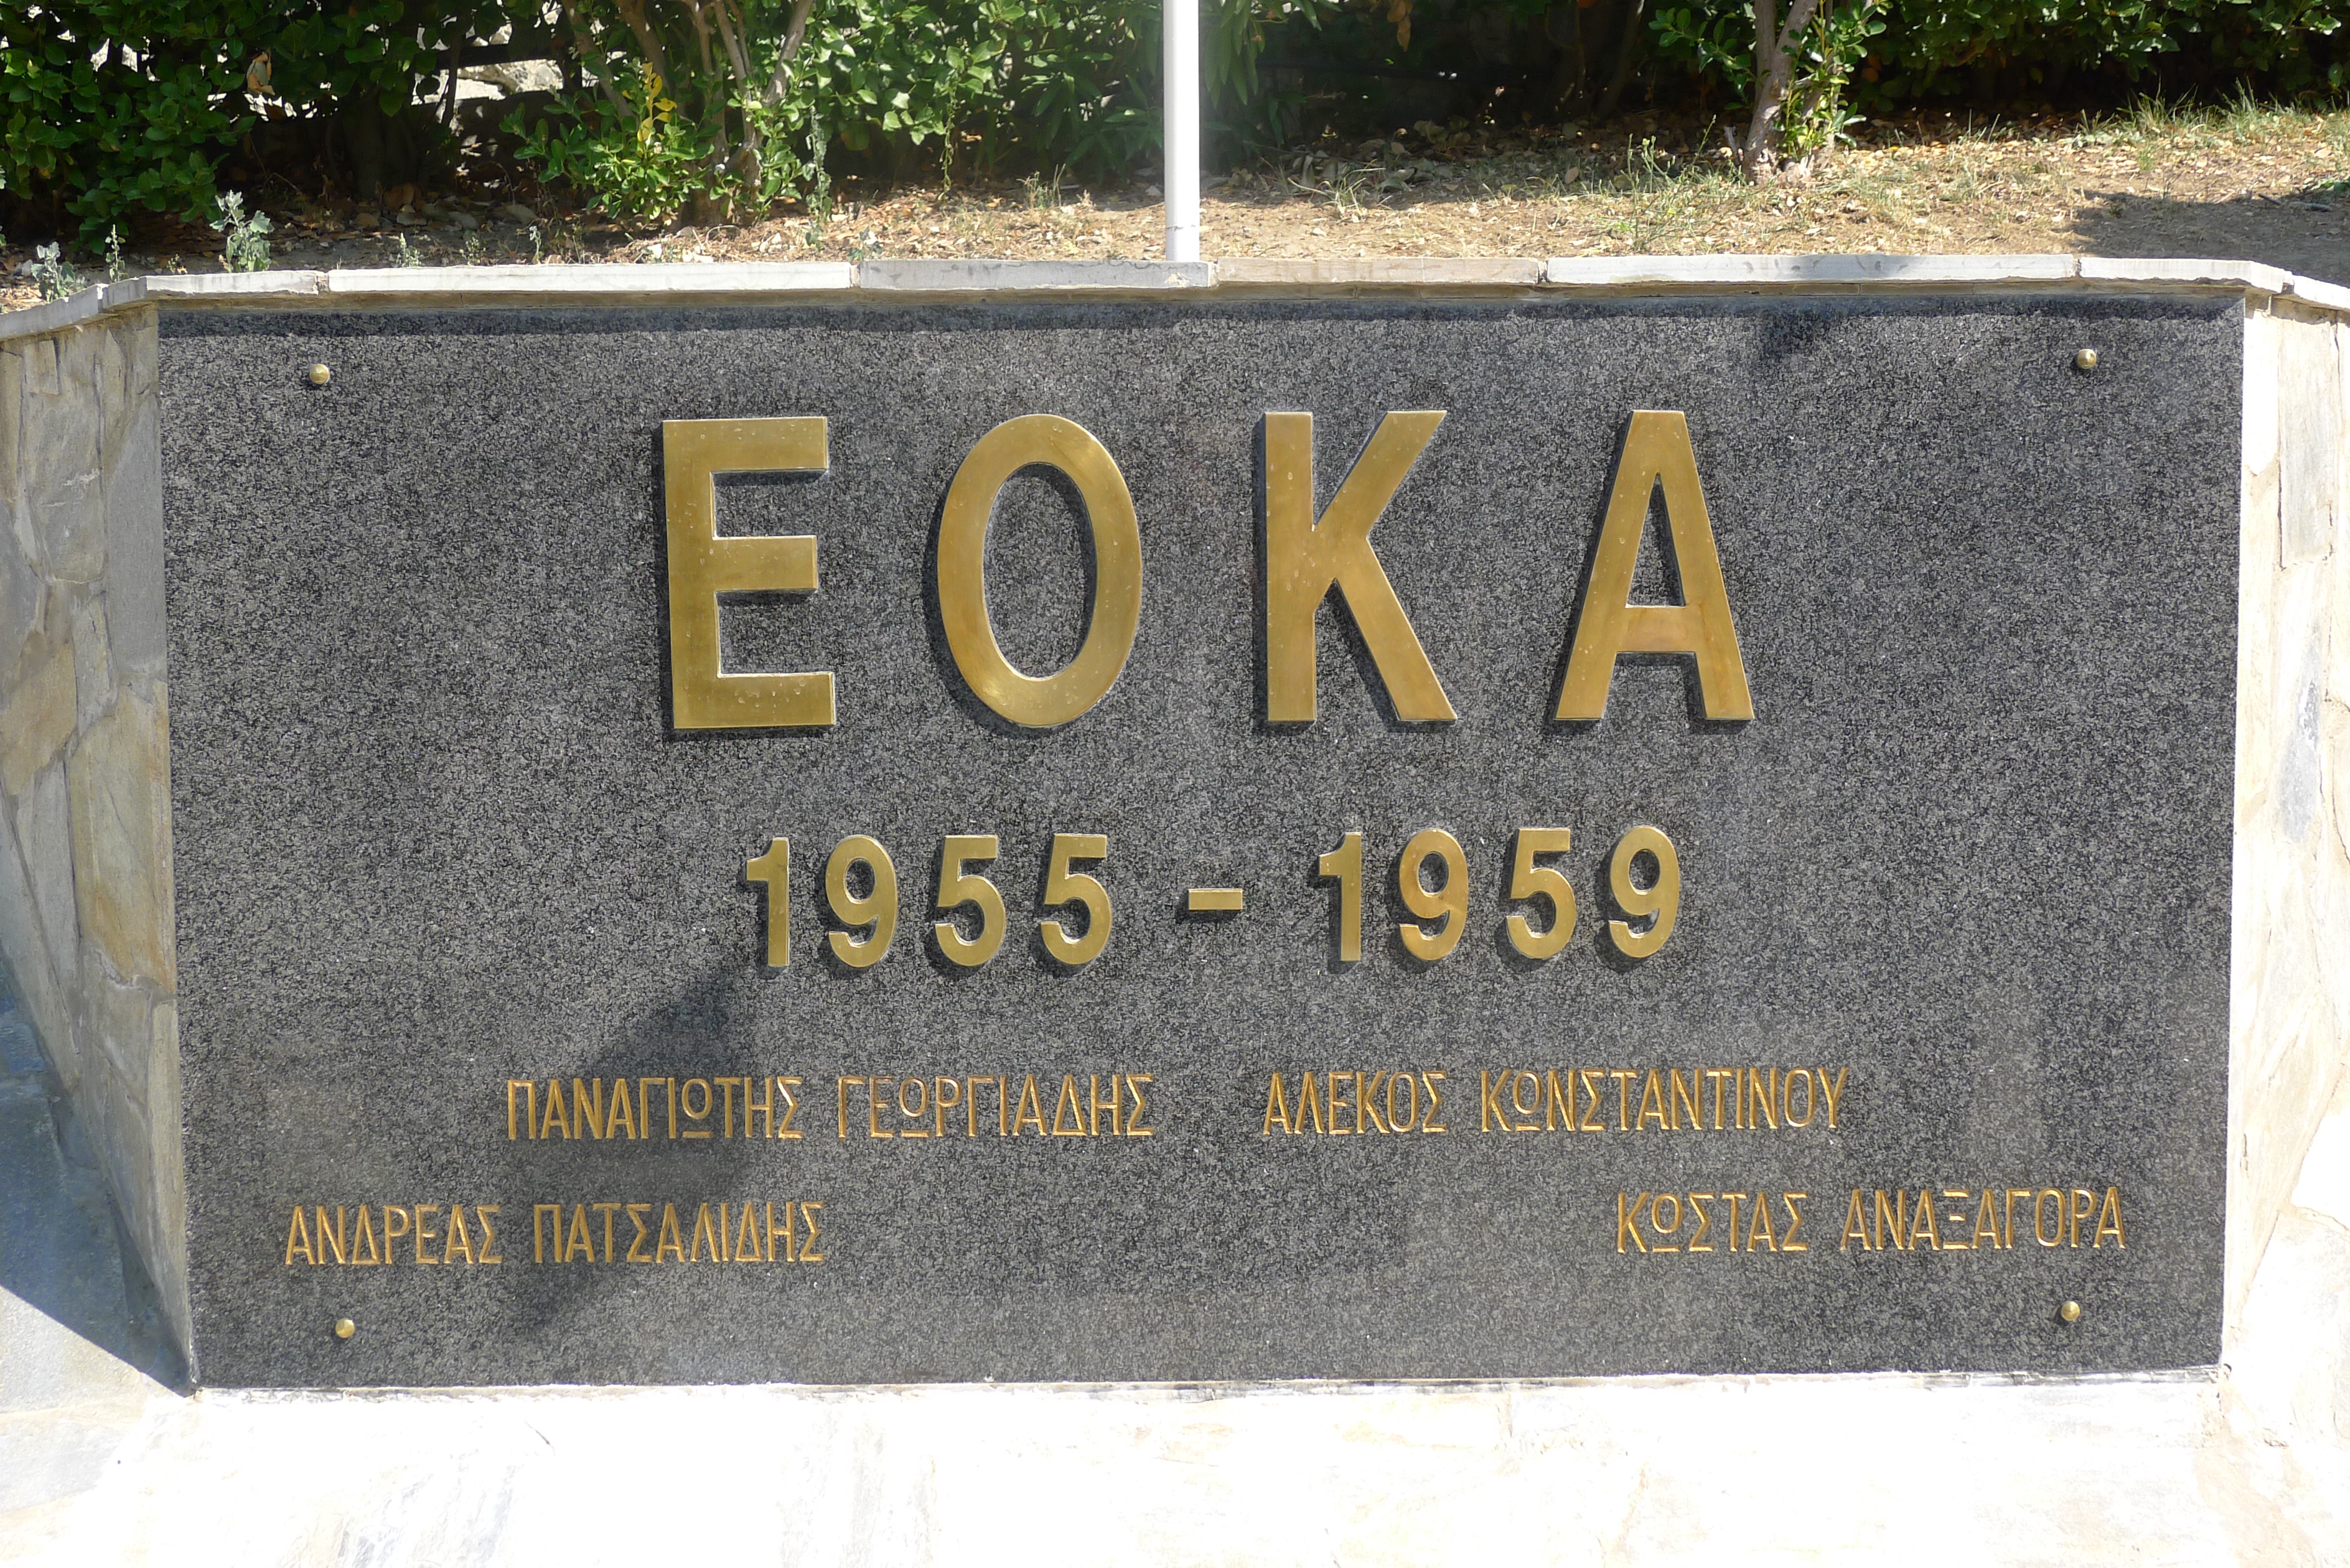 ΕΟΚΑ
1955 - 1959
ΠΑΝΑΓΙΩΤΗΣ ΓΕΩΡΓΙΑΔΗΣ ΑΛΕΚΟΣ ΚΩΝΣΤΑΝΤΙΝΟΥ
ΑΝΔΡΕΑΣ ΠΑΤΣΑΛΙΔΗΣ ΚΩΣΤΑΣ ΑΝΑΞΑΓΟΡΑ